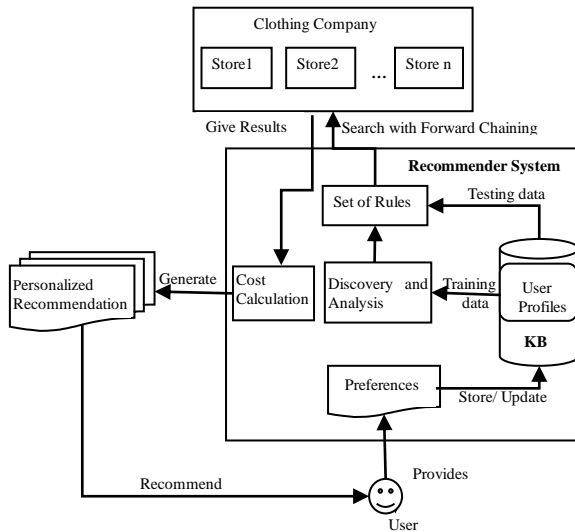 Clothing Company
Store1
Store2
...
Store n
Give Results
Search with Forward Chaining
Recommender System
Testing data
Set of Rules
Personalized
Recommendation
Generate
Cost
Calculation
Discovery and
Analysis
Training
data
User
Profiles
KB
Preferences
Store/ Update
Recommend
Provides
User